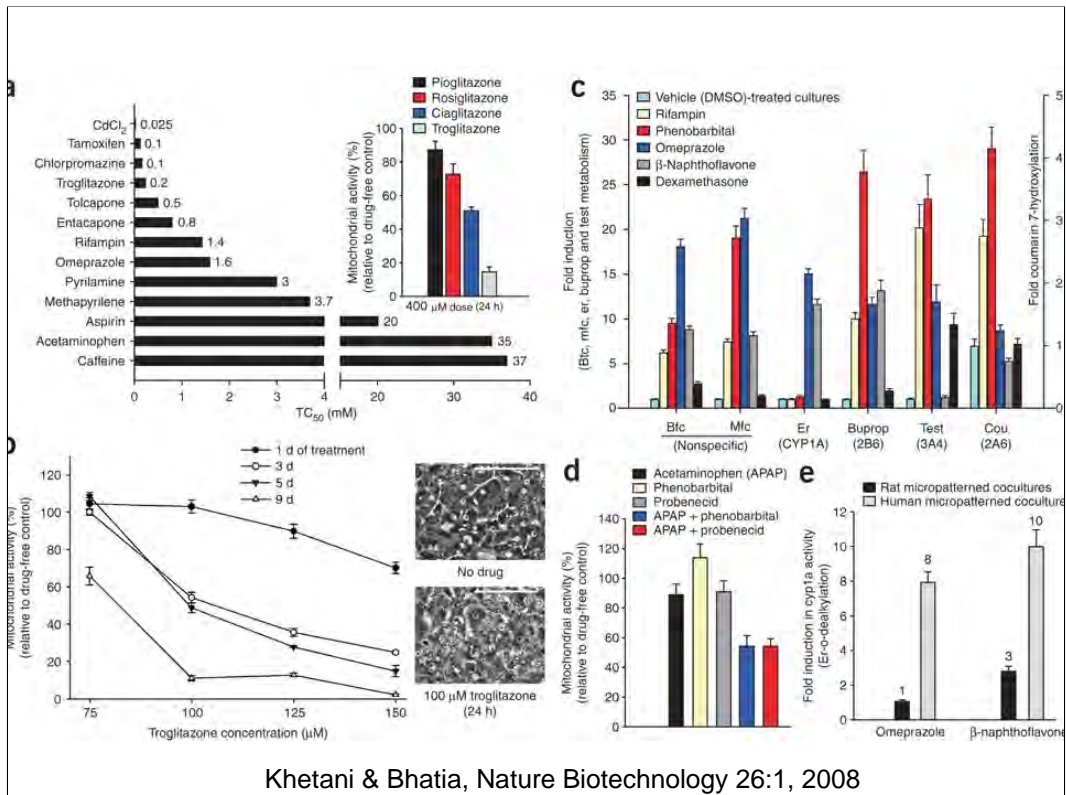 a
CdCl2 0.025
Tamoxifen 0.1
Chlorpromazine 0.1
Troglitazone 0.2
Tolcapone 0.5
Entacapone 0.8
Rifampin 1.4
Omeprazole 1.6
Pyrilamine 3
Methapyrilene 3.7
Aspirin 20
Acetaminophen 35
Caffeine 37
0 1 2 3 4 20 30 40
TC50 (mM)
Pioglitazone
Rosiglitazone
Ciaglitazone
Troglitazone
100
80
60
40
20
0
Mitochondrial activity (%)
(relative to drug-free control)
400 µM dose (24 h)
b
1 d of treatment
3 d
5 d
9 d
120
100
80
60
40
20
0
Mitochondrial activity (%)
(relative to drug-free control)
75 100 125 150
Troglitazone concentration (µM)
No drug
100 µM troglitazone
(24 h)
c
Vehicle (DMSO)-treated cultures
Rifampin
Phenobarbital
Omeprazole
β-Naphthoflavone
Dexamethasone
35
30
25
20
15
10
5
0
Fold induction
(Btc, mfc, er, buprop and test metabolism)
5
4
3
2
1
0
Fold coumarin 7-hydroxylation
Bfc Mfc Er Buprop Test Cou.
(Nonspecific) (CYP1A) (2B6) (3A4) (2A6)
d
Acetaminophen (APAP)
Phenobarbital
Probenecid
APAP + phenobarbital
APAP + probenecid
140
120
100
80
60
40
20
0
Mitochondrial activity (%)
(relative to drug-free control)
e
Rat micropatterned cocultures
Human micropatterned coculture
12
10
8
6
4
2
0
Fold induction in cyp1a activity
(Er-o-dealkylation)
1 8 3 10
Omeprazole β-naphthoflavone
Khetani & Bhatia, Nature Biotechnology 26:1, 2008